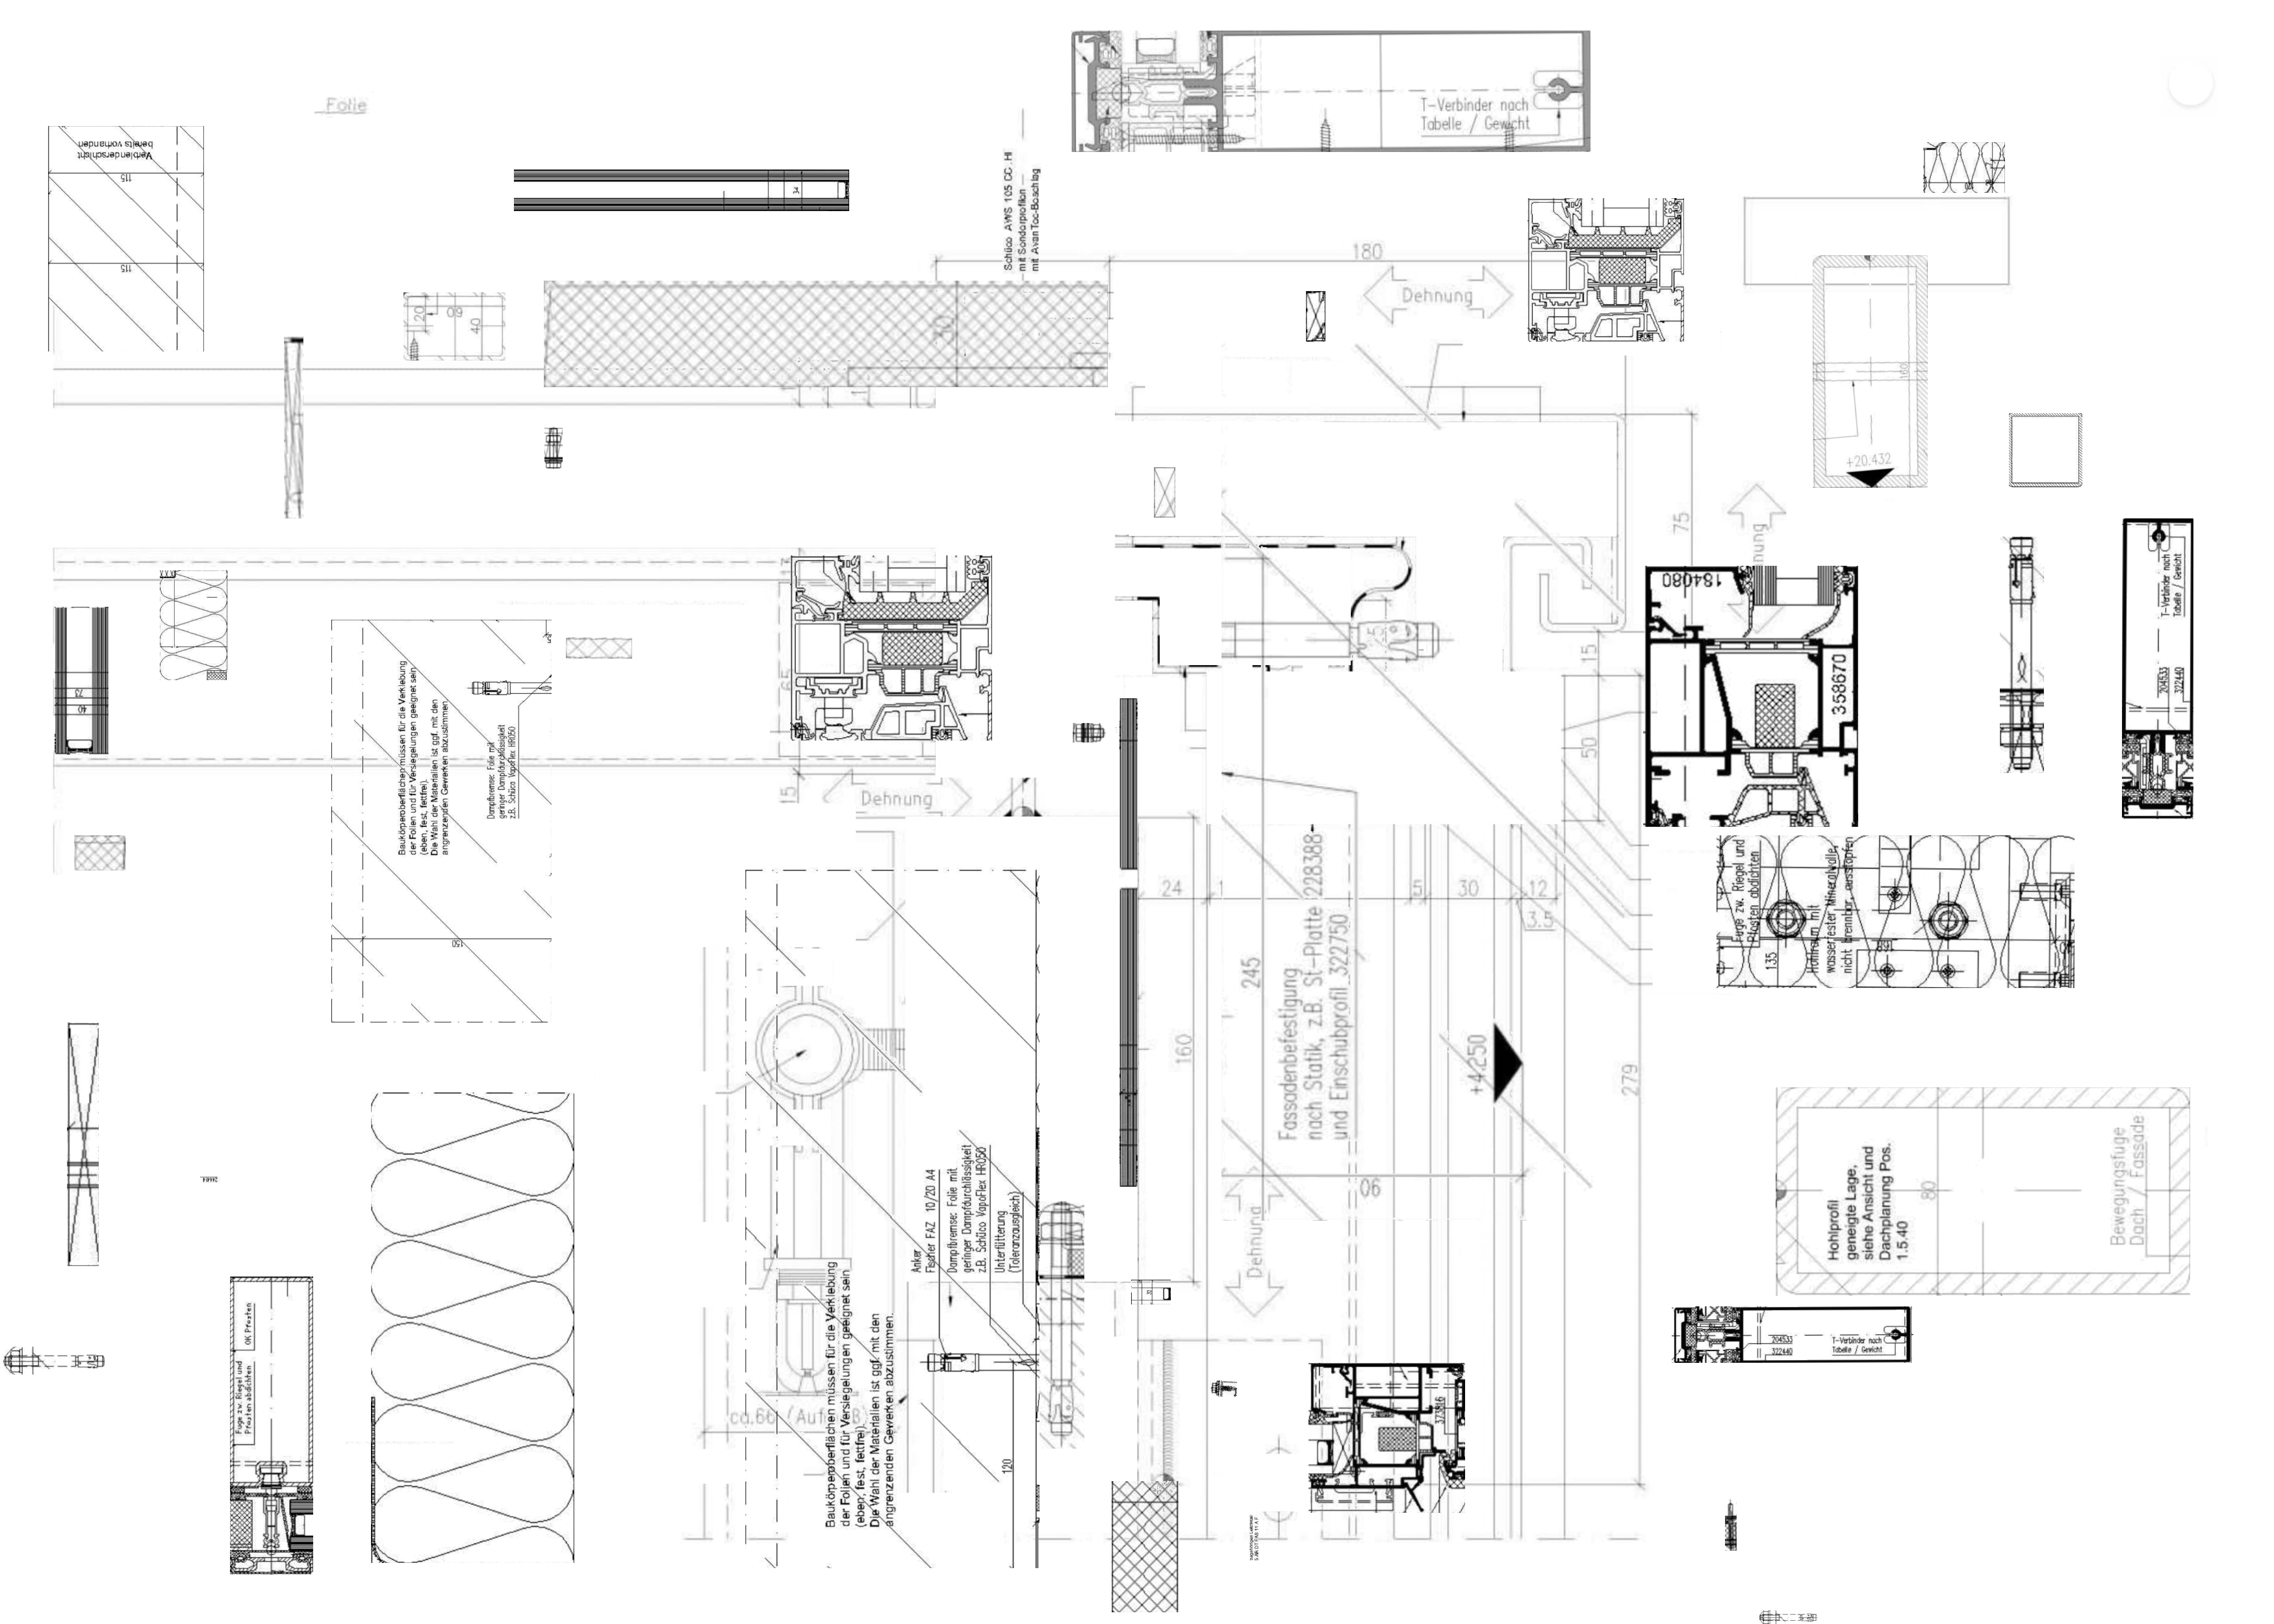 Folie
Verblenderschicht
bereits vorhanden
115
115
T-Verbinder nach
Tabelle / Gewicht
34
Schüco AWS 105 CC.HI
mit Sonderprofilen
mit AvanTec-Beschlag
180
Dehnung
20
60
40
30
160
+20.432
75
Dehnung
184080
358670
15
50
T-Verbinder nach
Tabelle / Gewicht
204533
322440
73
40
Baukörperoberflächen müssen für die Verklebung
der Folien und für Versiegelungen geeignet sein
(eben, fest, fettfrei).
Die Wahl der Materialien ist ggf. mit den
angrenzenden Gewerken abzustimmen.
Dampfbremse: Folie mit
geringer Dampfdurchlässigkeit
z.B. Schüco VapoFlex HR050
150
65
15
Dehnung
24
5
30
12
3.5
245
Fassadenbefestigung
nach Statik, z.B. St-Platte 228388
und Einschubprofil 322750
160
+4.250
279
90
Dehnung
Fuge zw. Riegel und
Pfosten abdichten
135
Hohlraum mit
wasserfester Mineralwolle,
nicht brennbar, ausstopfen
Hohlprofil
geneigte Lage,
siehe Ansicht und
Dachplanung Pos.
1.5.40
80
Bewegungsfuge
Dach / Fassade
Anker
Fischer FAZ 10/20 A4
Dampfbremse: Folie mit
geringer Dampfdurchlässigkeit
z.B. Schüco VapoFlex HR050
Unterfütterung
(Toleranzausgleich)
Baukörperoberflächen müssen für die Verklebung
der Folien und für Versiegelungen geeignet sein
(eben, fest, fettfrei).
Die Wahl der Materialien ist ggf. mit den
angrenzenden Gewerken abzustimmen.
ca.66
120
Fuge zw. Riegel und
Pfosten abdichten
OK Pfosten
204533
322440
T-Verbinder nach
Tabelle / Gewicht